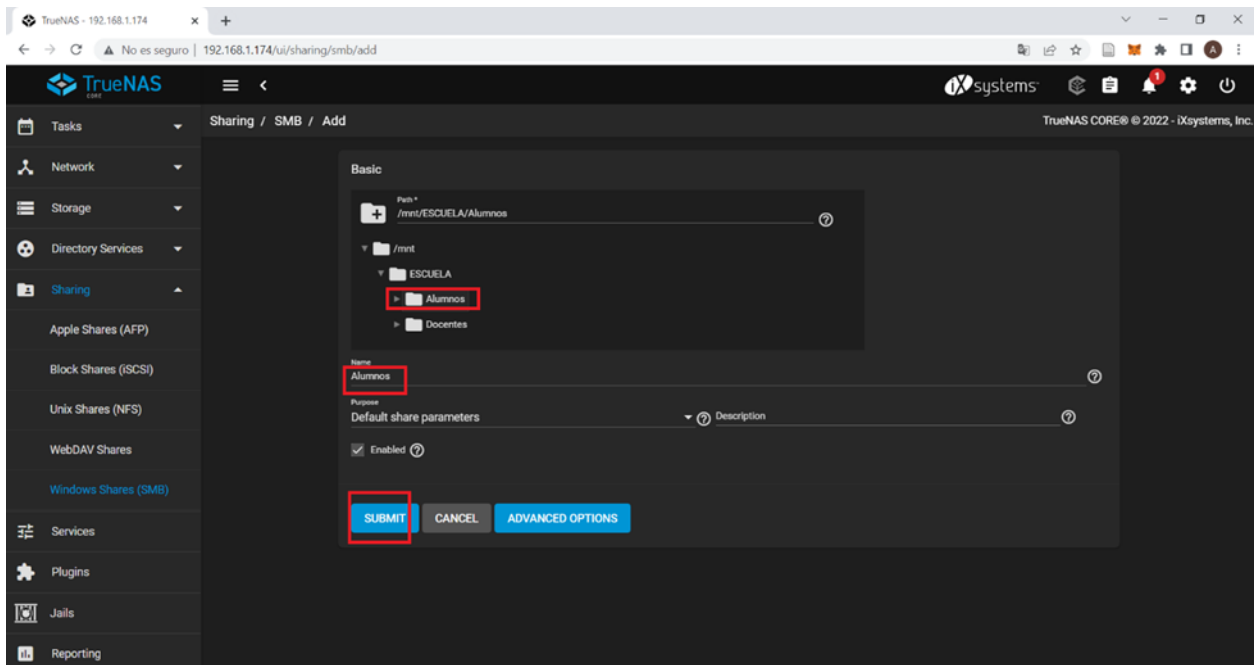 TrueNAS - 192.168.1.174
No es seguro | 192.168.1.174/ui/sharing/smb/add
A
TrueNAS
CORE
iXsystems
1
Sharing / SMB / Add
TrueNAS CORE® © 2022 - iXsystems, Inc.
Tasks
Network
Storage
Directory Services
Sharing
Apple Shares (AFP)
Block Shares (iSCSI)
Unix Shares (NFS)
WebDAV Shares
Windows Shares (SMB)
Services
Plugins
Jails
Reporting
Basic
Path *
/mnt/ESCUELA/Alumnos
/mnt
ESCUELA
Alumnos
Docentes
Name
Alumnos
Purpose
Default share parameters
Description
Enabled
SUBMIT CANCEL ADVANCED OPTIONS